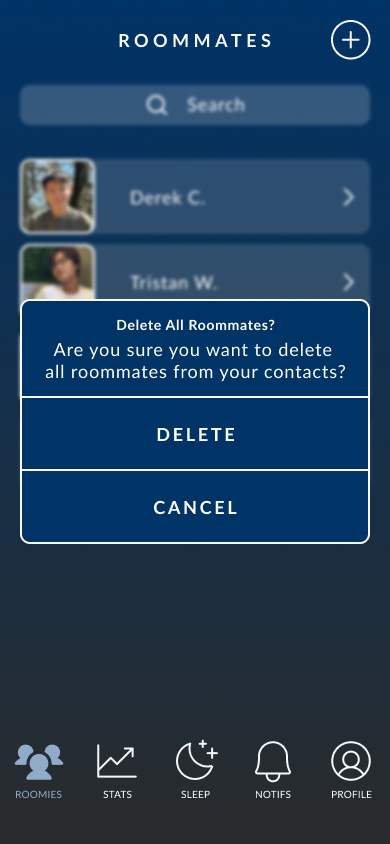 ROOMMATES
Search
Derek C.
Tristan W.
Delete All Roommates?
Are you sure you want to delete
all roommates from your contacts?
DELETE
CANCEL
ROOMIES
STATS
SLEEP
NOTIFS
PROFILE